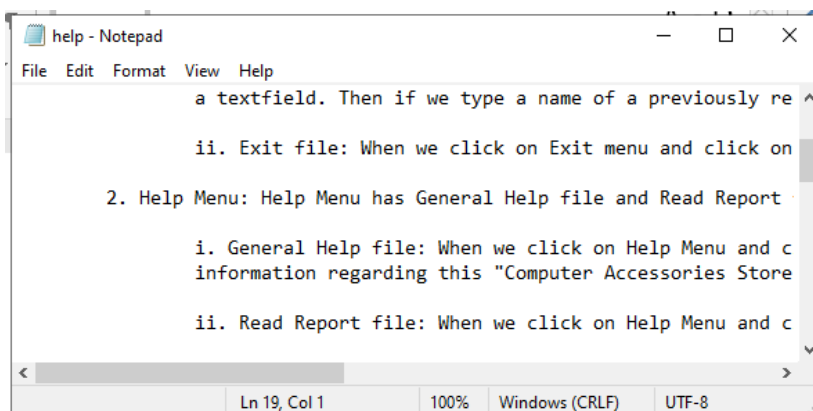 help - Notepad
File Edit Format View Help
a textfield. Then if we type a name of a previously re
ii. Exit file: When we click on Exit menu and click on
2. Help Menu: Help Menu has General Help file and Read Report
i. General Help file: When we click on Help Menu and c
information regarding this "Computer Accessories Store
ii. Read Report file: When we click on Help Menu and c
Ln 19, Col 1 100% Windows (CRLF) UTF-8